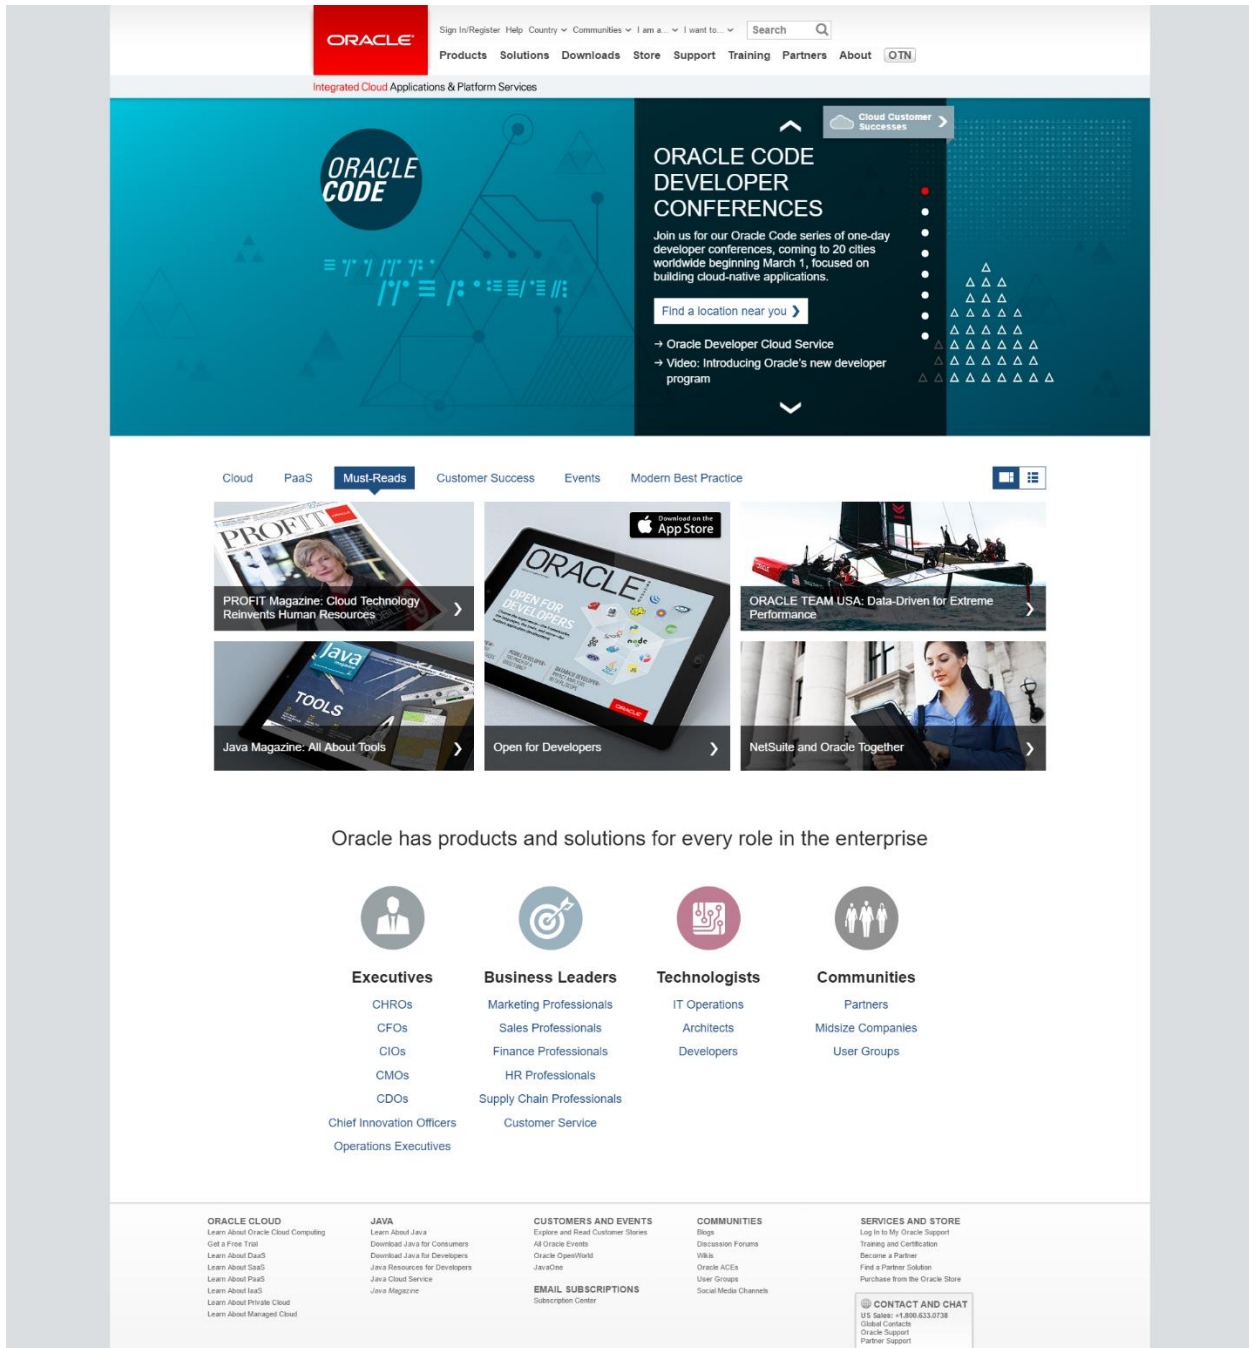 ORACLE
Sign In/Register Help Country Communities I am a... I want to... Search
Products Solutions Downloads Store Support Training Partners About OTN
Integrated Cloud Applications & Platform Services
Cloud Customer
Successes
ORACLE
CODE
ORACLE CODE
DEVELOPER
CONFERENCES
Join us for our Oracle Code series of one-day
developer conferences, coming to 20 cities
worldwide beginning March 1, focused on
building cloud-native applications.
Find a location near you
→ Oracle Developer Cloud Service
→ Video: Introducing Oracle's new developer
program
Cloud PaaS Must-Reads Customer Success Events Modern Best Practice
PROFIT
PROFIT Magazine: Cloud Technology
Reinvents Human Resources
Java
magazine
TOOLS
Java Magazine: All About Tools
Download on the
App Store
ORACLE
OPEN FOR
DEVELOPERS
node
JS
ORACLE
Open for Developers
ORACLE TEAM USA: Data-Driven for Extreme
Performance
NetSuite and Oracle Together
Oracle has products and solutions for every role in the enterprise
Executives
CHROs
CFOs
CIOs
CMOs
CDOs
Chief Innovation Officers
Operations Executives
Business Leaders
Marketing Professionals
Sales Professionals
Finance Professionals
HR Professionals
Supply Chain Professionals
Customer Service
Technologists
IT Operations
Architects
Developers
Communities
Partners
Midsize Companies
User Groups
ORACLE CLOUD
Learn About Oracle Cloud Computing
Get a Free Trial
Learn About DaaS
Learn About SaaS
Learn About PaaS
Learn About IaaS
Learn About Private Cloud
Learn About Managed Cloud
JAVA
Learn About Java
Download Java for Consumers
Download Java for Developers
Java Resources for Developers
Java Cloud Service
Java Magazine
CUSTOMERS AND EVENTS
Explore and Read Customer Stories
All Oracle Events
Oracle OpenWorld
JavaOne
EMAIL SUBSCRIPTIONS
Subscription Center
COMMUNITIES
Blogs
Discussion Forums
Wikis
Oracle ACEs
User Groups
Social Media Channels
SERVICES AND STORE
Log In to My Oracle Support
Training and Certification
Become a Partner
Find a Partner Solution
Purchase from the Oracle Store
CONTACT AND CHAT
US Sales: +1.800.633.0738
Global Contacts
Oracle Support
Partner Support